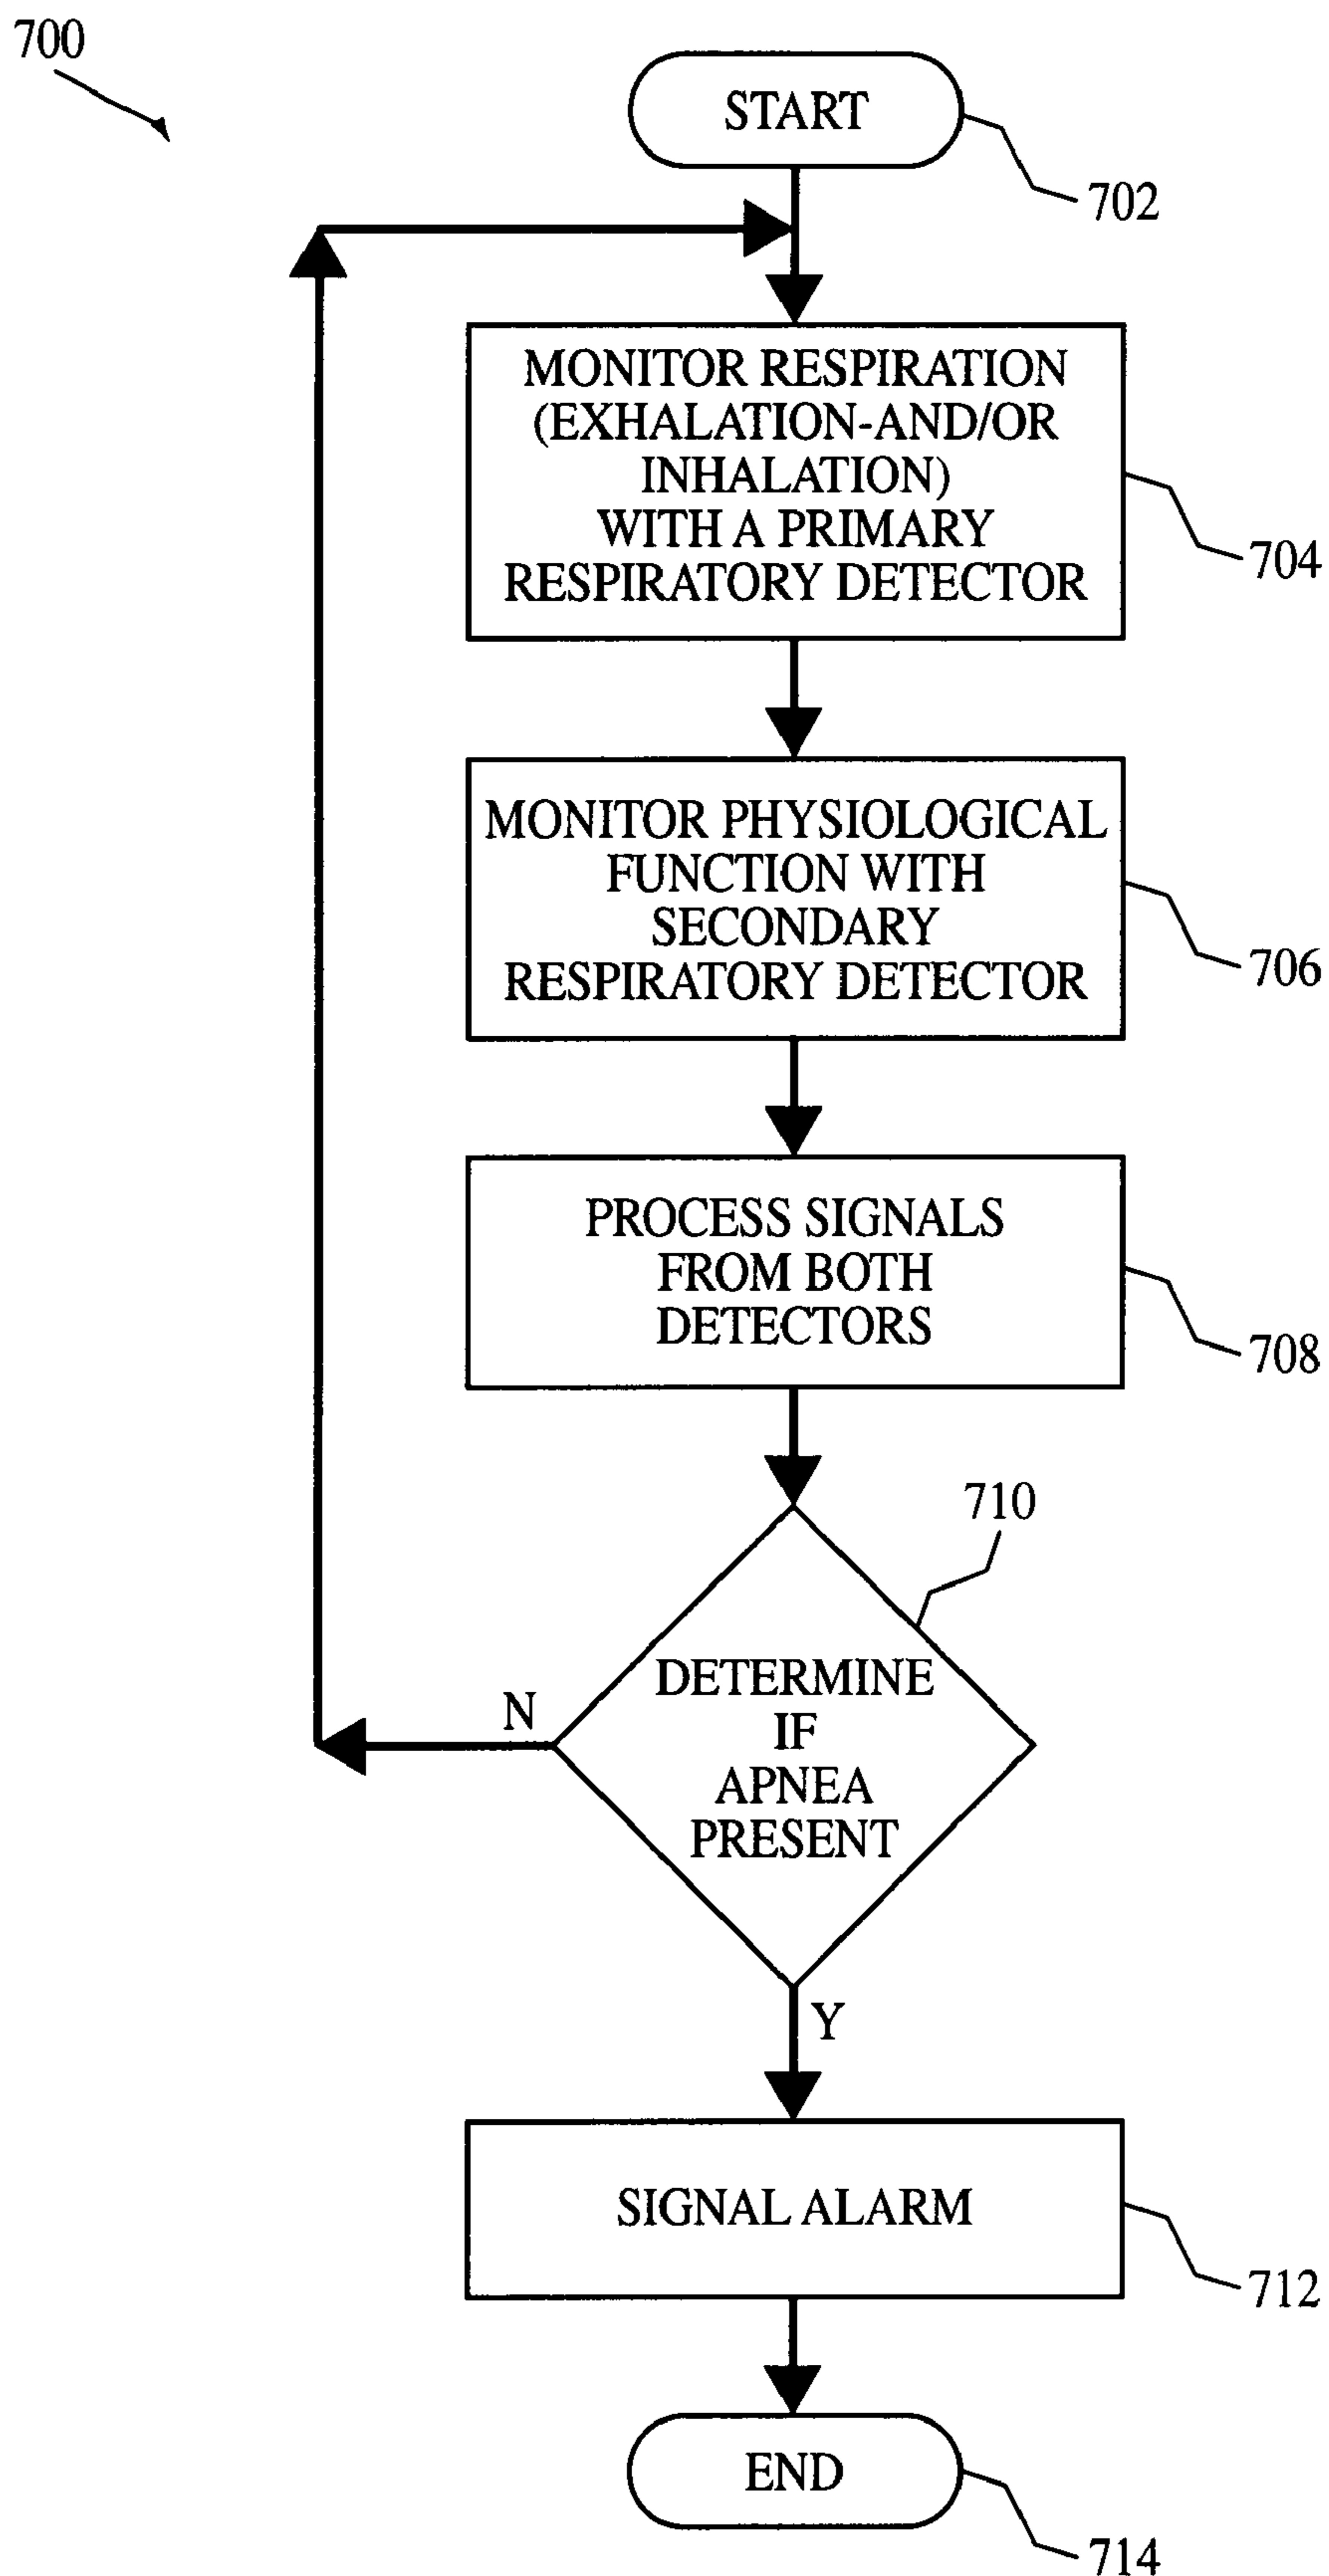 700
START
702
MONITOR RESPIRATION
(EXHALATION-AND/OR
INHALATION)
WITH A PRIMARY
RESPIRATORY DETECTOR
704
MONITOR PHYSIOLOGICAL
FUNCTION WITH
SECONDARY
RESPIRATORY DETECTOR
706
PROCESS SIGNALS
FROM BOTH
DETECTORS
708
710
DETERMINE
IF
APNEA
PRESENT
N
Y
SIGNAL ALARM
712
END
714